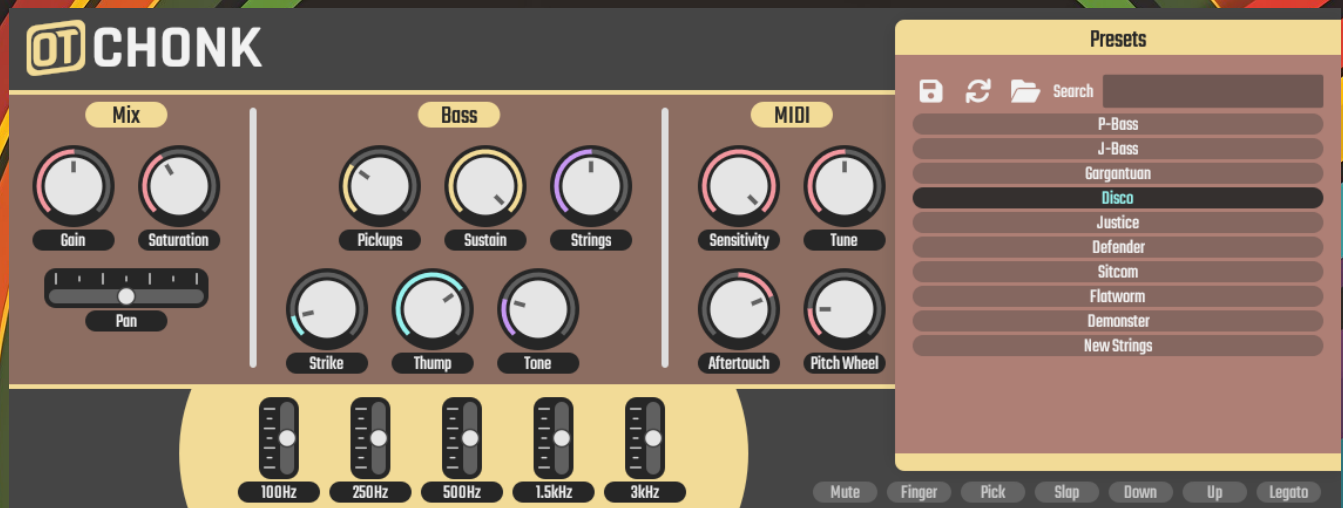 OT CHONK
Presets
Search
P-Bass
J-Bass
Gargantuan
Disco
Justice
Defender
Sitcom
Flatworm
Demonster
New Strings
Mix
Gain Saturation
Pan
Bass
Pickups Sustain Strings
Strike Thump Tone
MIDI
Sensitivity Tune
Aftertouch Pitch Wheel
100Hz 250Hz 500Hz 1.5kHz 3kHz
Mute Finger Pick Slap Down Up Legato